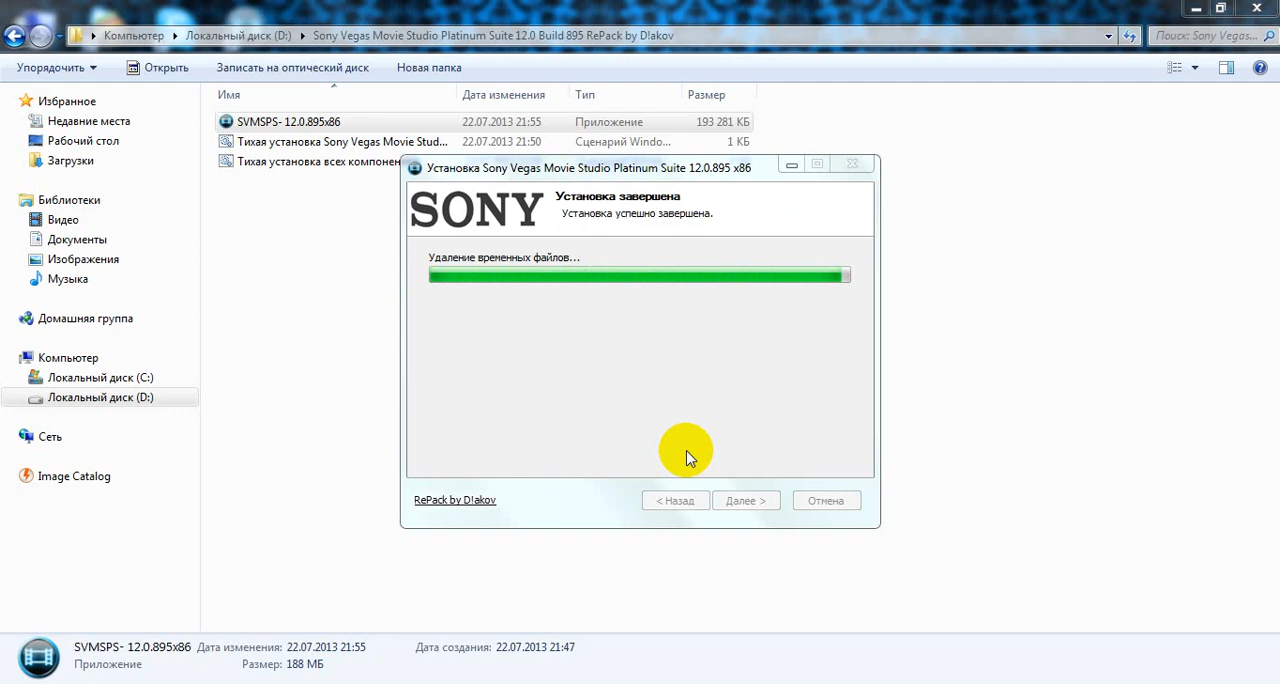 Компьютер Локальный диск (D:) Sony Vegas Movie Studio Platinum Suite 12.0 Build 895 RePack by D!akov Поиск: Sony Vegas...
Упорядочить Открыть Записать на оптический диск Новая папка
Имя Дата изменения Тип Размер
SVMSPS- 12.0.895x86 22.07.2013 21:55 Приложение 193 281 КБ
Тихая установка Sony Vegas Movie Stud... 22.07.2013 21:50 Сценарий Windo... 1 КБ
Тихая установка всех компонен
Избранное
Недавние места
Рабочий стол
Загрузки
Библиотеки
Видео
Документы
Изображения
Музыка
Домашняя группа
Компьютер
Локальный диск (C:)
Локальный диск (D:)
Сеть
Image Catalog
Установка Sony Vegas Movie Studio Platinum Suite 12.0.895 x86
SONY
Установка завершена
Установка успешно завершена.
Удаление временных файлов...
RePack by D!akov
< Назад Далее > Отмена
SVMSPS- 12.0.895x86 Дата изменения: 22.07.2013 21:55 Дата создания: 22.07.2013 21:47
Приложение Размер: 188 МБ